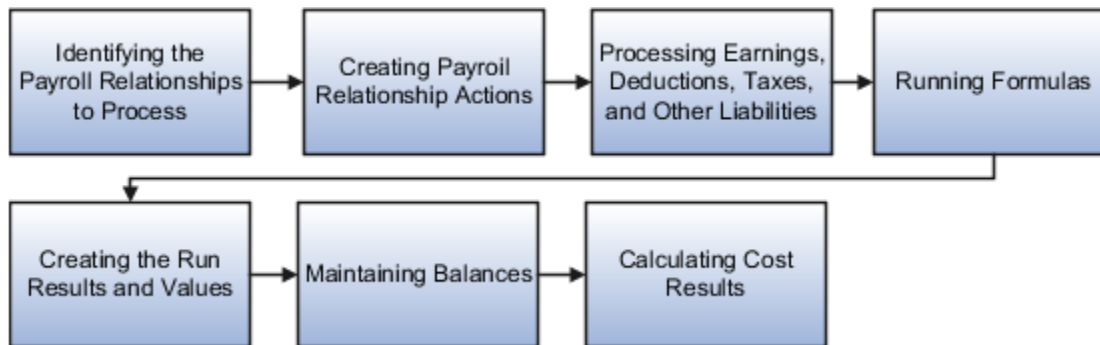 Identifying the
Payroll Relationships
to Process
Creating Payroil
Relationship Actions
Processing Earnings,
Deductions, Taxes,
and Other Liabilities
Running Formulas
Creating the Run
Results and Values
Maintaining Balances
Calculating Cost
Results